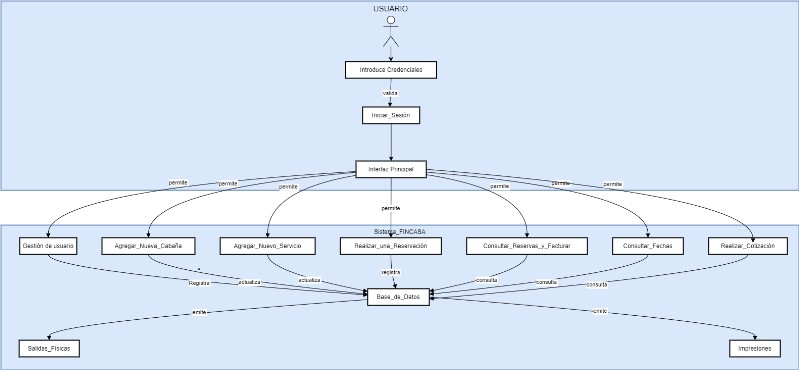 USUARIO
Introduce Credenciales
valida
Iniciar_Sesión
Interfaz Principal
permite
permite
permite
permite
permite
permite
permite
Sistema_FINCASA
Gestión de usuario
Agregar_Nueva_Cabaña
Agregar_Nuevo_Servicio
Realizar_una_Reservación
Consultar_Reservas_y_Facturar
Consultar_Fechas
Realizar_Cotización
Registra
actualiza
actualiza
registra
consulta
consulta
consulta
Base_de_Datos
emite
emite
Salidas_Físicas
Impresiones